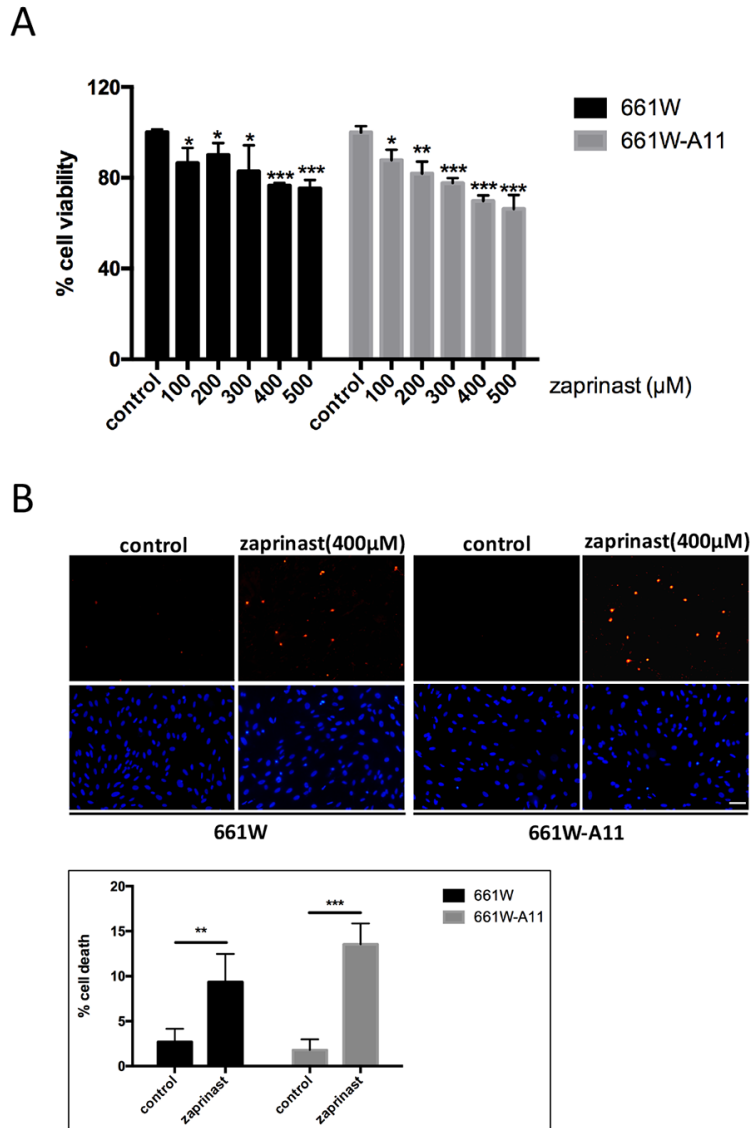 A
120
80
40
0
% cell viability
* * * *** ***
* ** *** *** ***
661W
661W-A11
control 100 200 300 400 500 control 100 200 300 400 500
zaprinast (µM)
B
control zaprinast(400µM) control zaprinast(400µM)
661W 661W-A11
20
15
10
5
0
% cell death
** ***
661W
661W-A11
control zaprinast control zaprinast